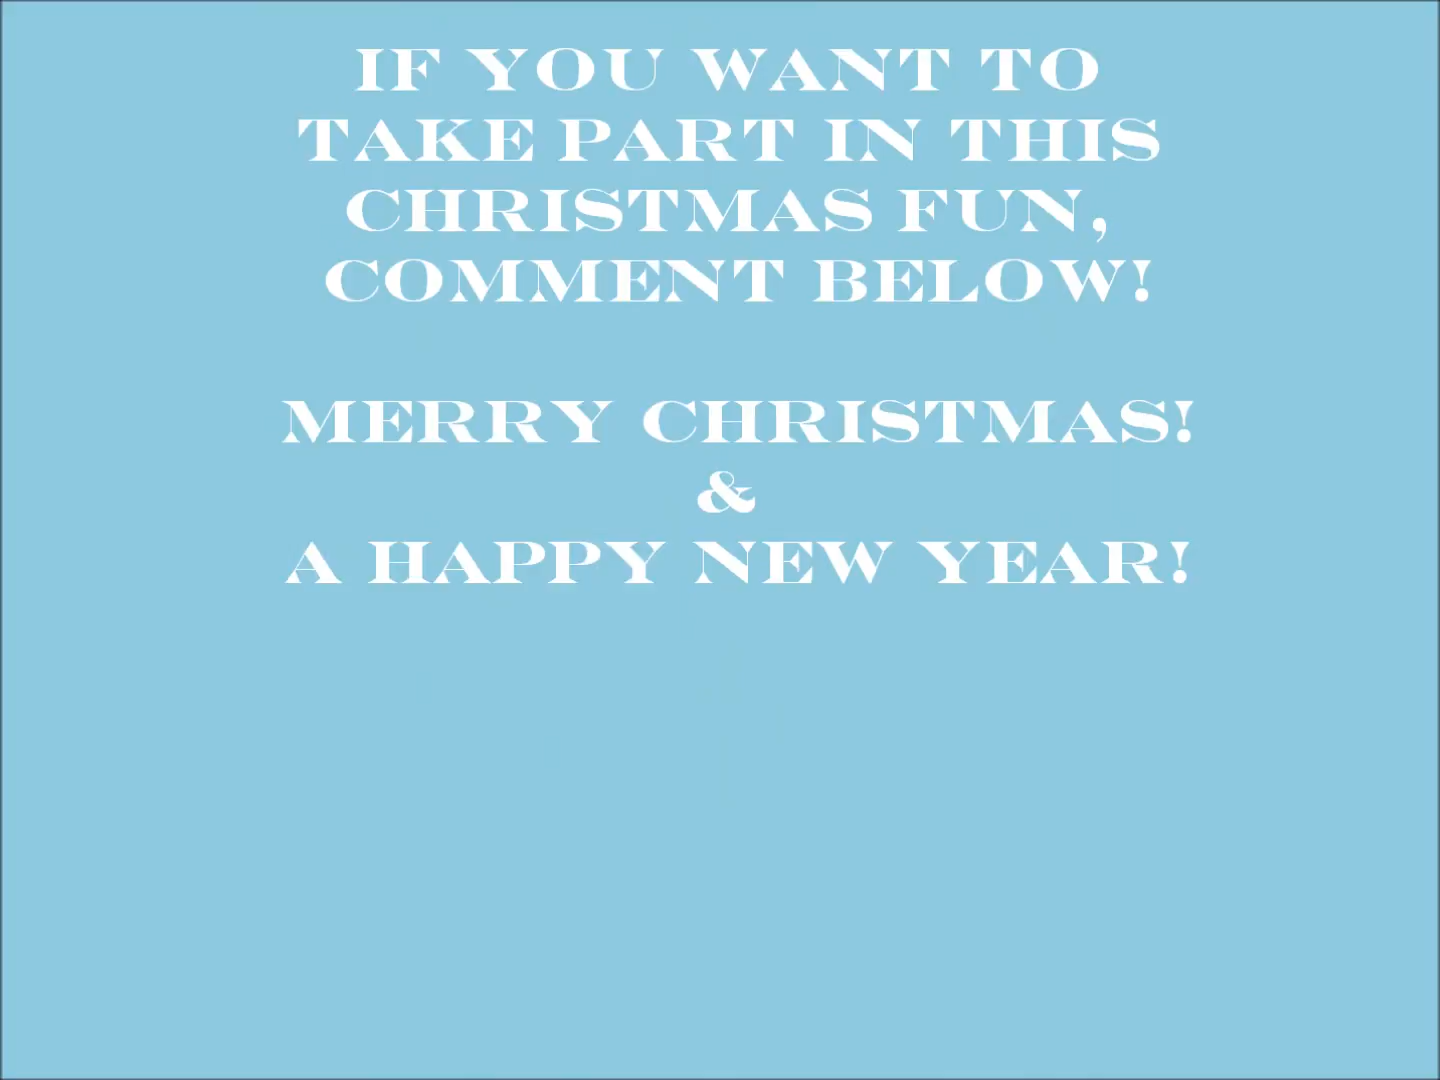 IF YOU WANT TO
TAKE PART IN THIS
CHRISTMAS FUN,
COMMENT BELOW!
MERRY CHRISTMAS!
&
A HAPPY NEW YEAR!